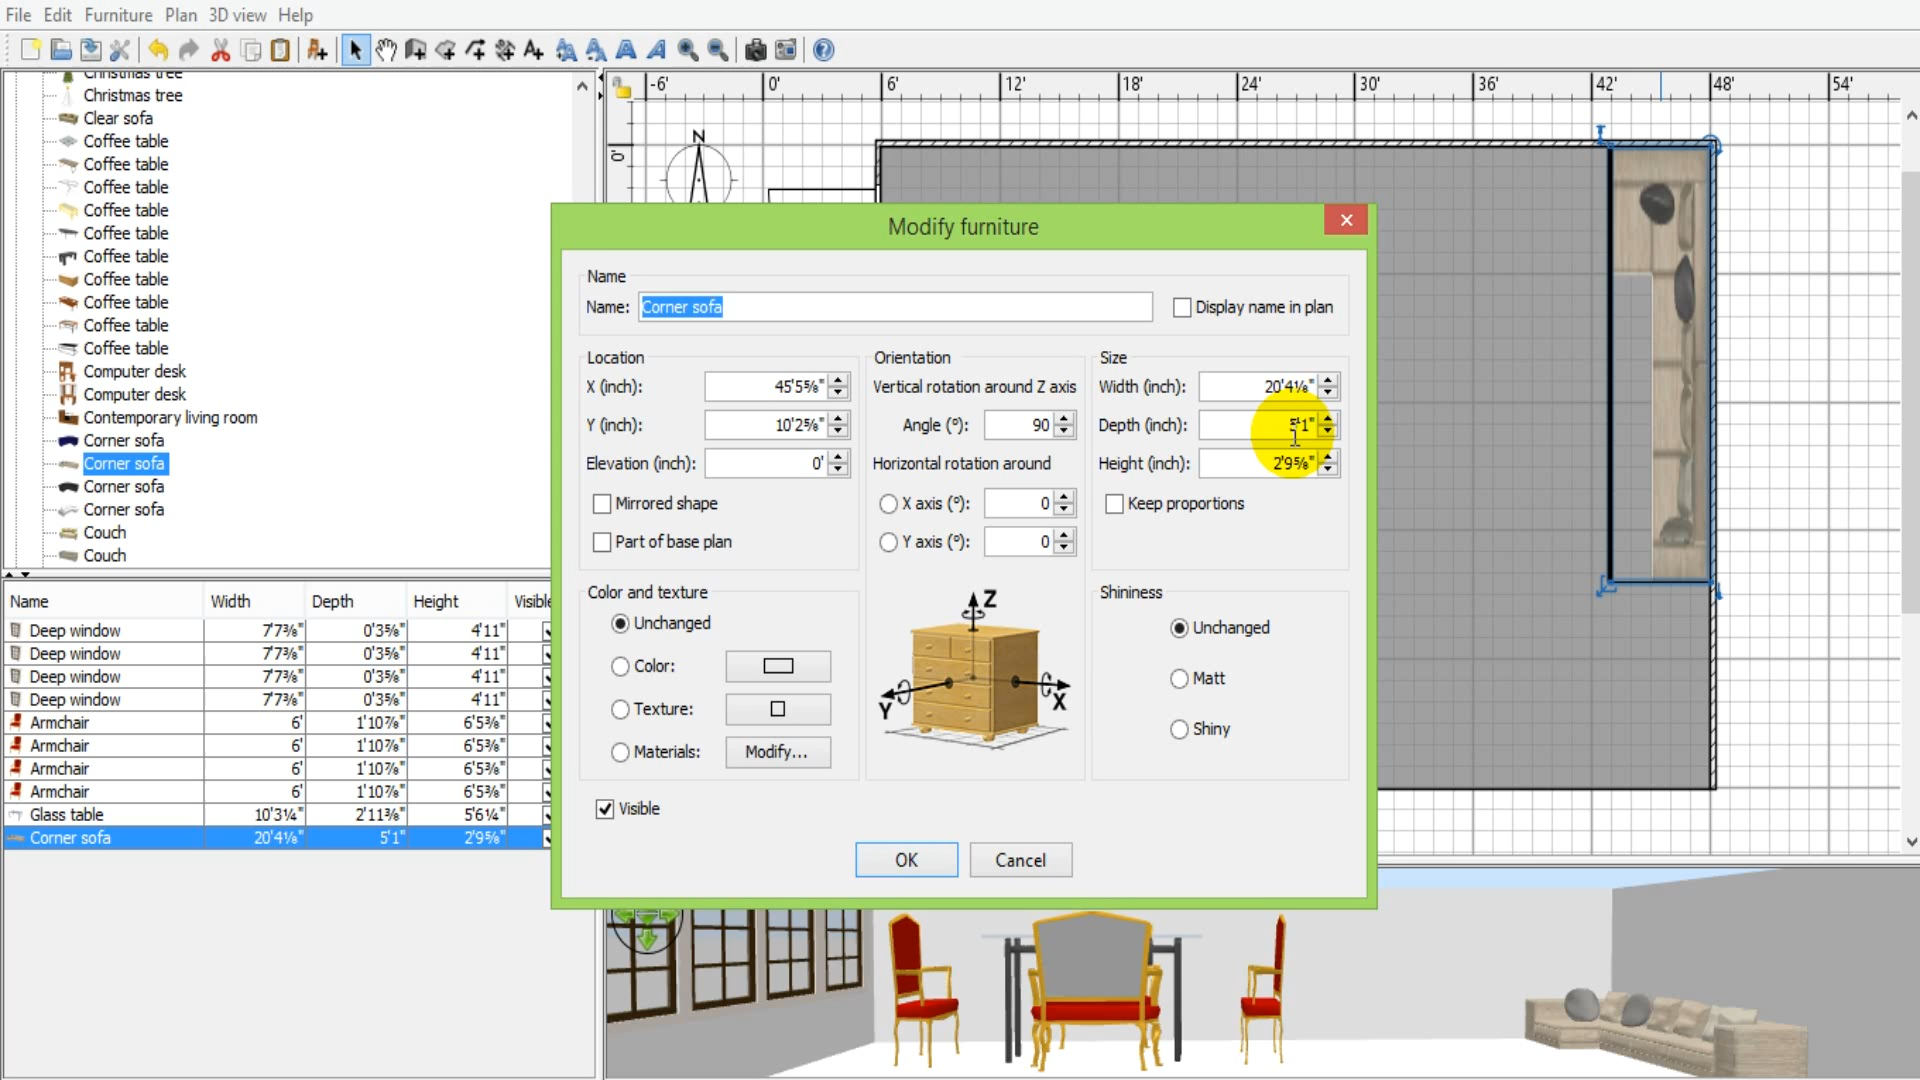 File Edit Furniture Plan 3D view Help
-6' 0' 6' 12' 18' 24' 30' 36' 42' 48' 54'
0'
N
Christmas tree
Christmas tree
Clear sofa
Coffee table
Coffee table
Coffee table
Coffee table
Coffee table
Coffee table
Coffee table
Coffee table
Coffee table
Coffee table
Computer desk
Computer desk
Contemporary living room
Corner sofa
Corner sofa
Corner sofa
Corner sofa
Couch
Couch
Name Width Depth Height Visible
Deep window 7'7⅜" 0'3⅝" 4'11"
Deep window 7'7⅜" 0'3⅝" 4'11"
Deep window 7'7⅜" 0'3⅝" 4'11"
Deep window 7'7⅜" 0'3⅝" 4'11"
Armchair 6' 1'10⅞" 6'5⅜"
Armchair 6' 1'10⅞" 6'5⅜"
Armchair 6' 1'10⅞" 6'5⅜"
Armchair 6' 1'10⅞" 6'5⅜"
Glass table 10'3¼" 2'11⅜" 5'6¼"
Corner sofa 20'4⅛" 5'1" 2'9⅝"
Modify furniture
Name
Name: Corner sofa Display name in plan
Location
X (inch): 45'5⅝"
Y (inch): 10'2⅝"
Elevation (inch): 0'
Mirrored shape
Part of base plan
Orientation
Vertical rotation around Z axis
Angle (°): 90
Horizontal rotation around
X axis (°): 0
Y axis (°): 0
Size
Width (inch): 20'4⅛"
Depth (inch): 5'1"
Height (inch): 2'9⅝"
Keep proportions
Color and texture
Unchanged
Color:
Texture:
Materials: Modify...
Z
Y
X
Shininess
Unchanged
Matt
Shiny
Visible
OK Cancel